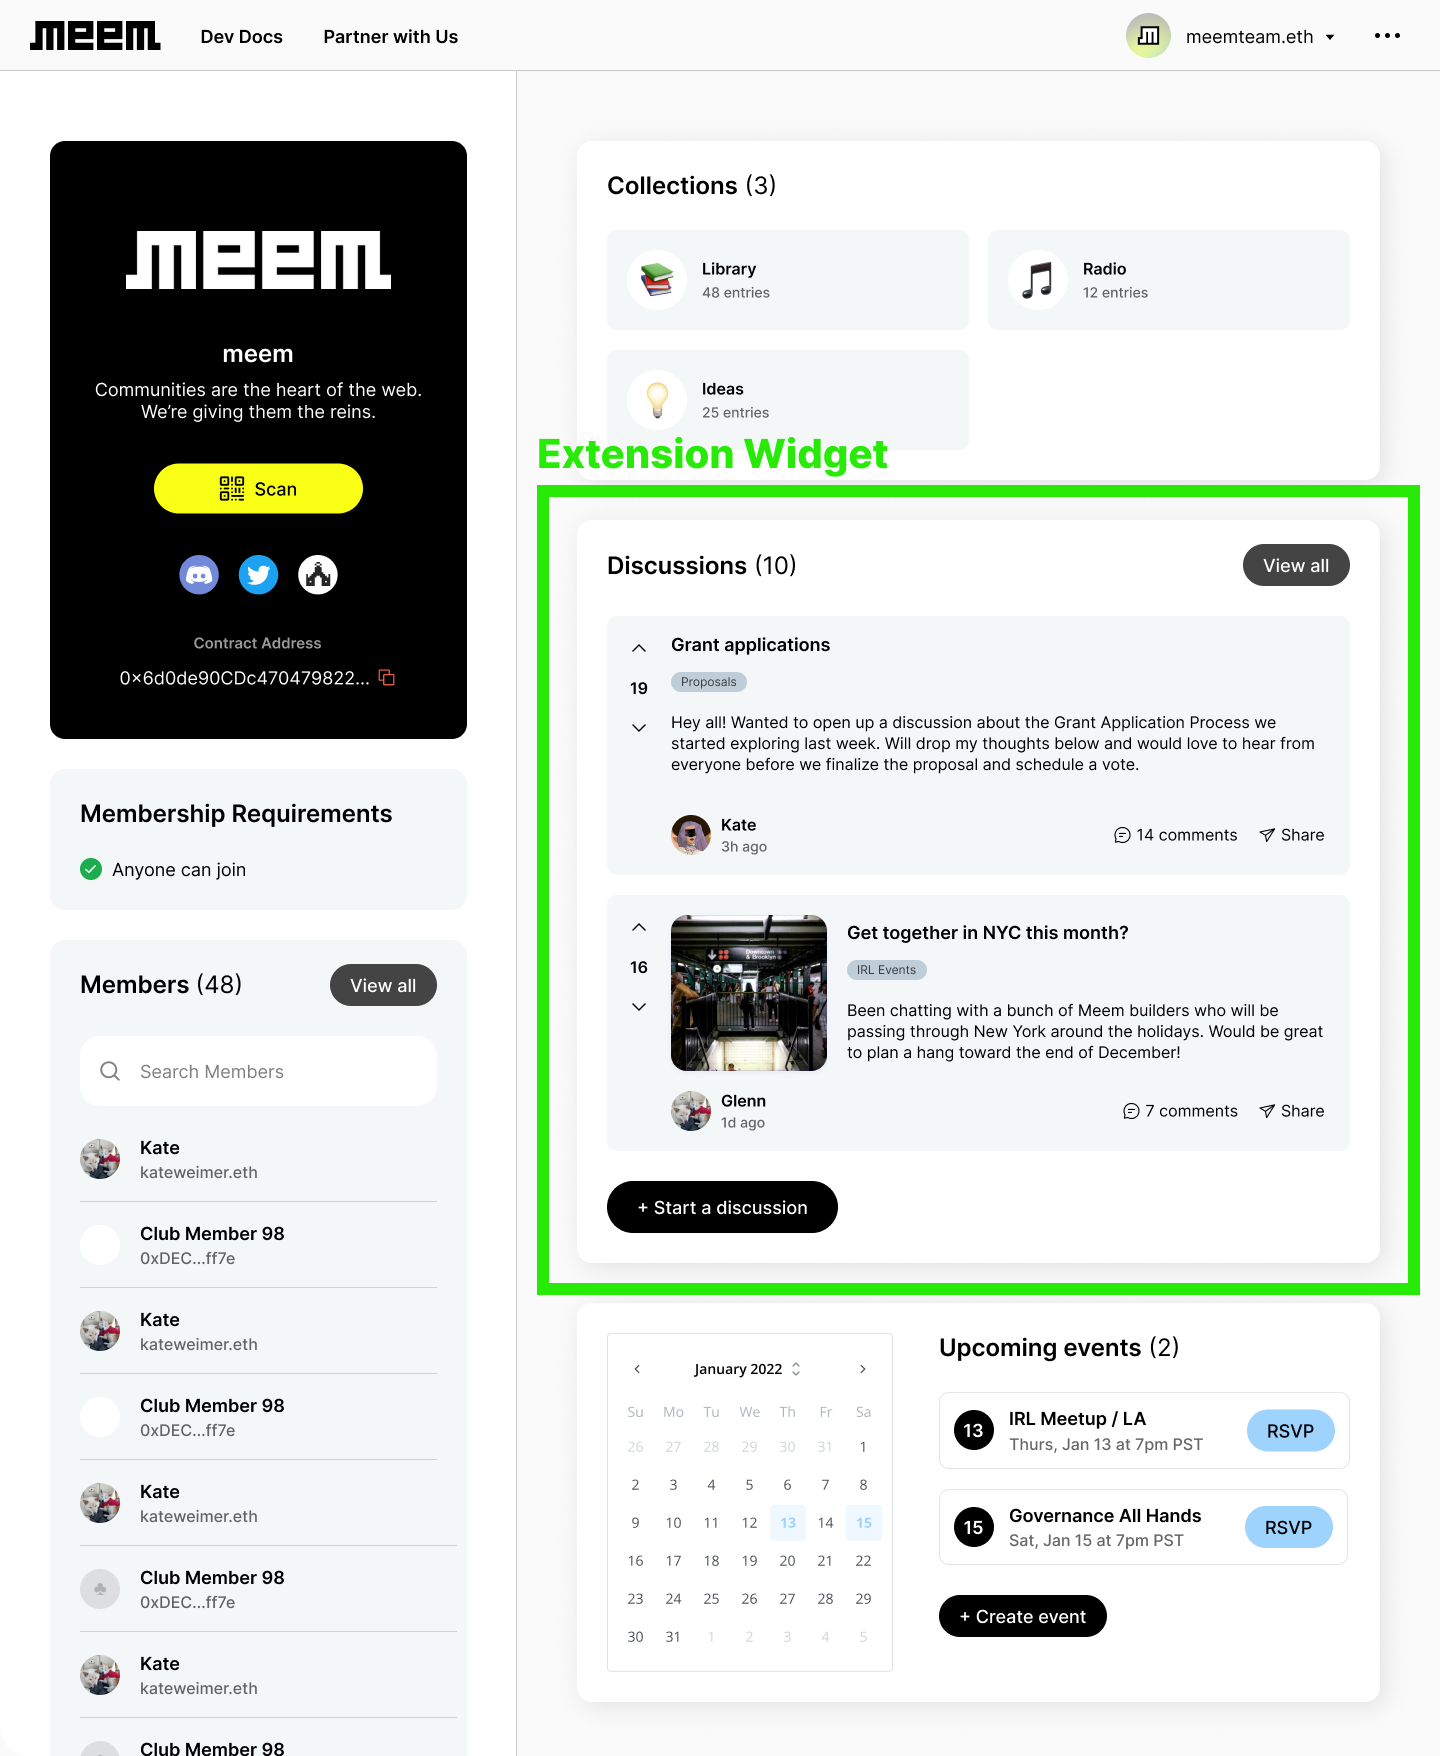 meem
Dev Docs
Partner with Us
meemteam.eth
meem
meem
Communities are the heart of the web.
We’re giving them the reins.
Scan
Contract Address
0x6d0de90CDc470479822...
Membership Requirements
Anyone can join
Members (48)
View all
Search Members
Kate
kateweimer.eth
Club Member 98
0xDEC...ff7e
Kate
kateweimer.eth
Club Member 98
0xDEC...ff7e
Kate
kateweimer.eth
Club Member 98
0xDEC...ff7e
Kate
kateweimer.eth
Club Member 98
Collections (3)
Library
48 entries
Radio
12 entries
Ideas
25 entries
Extension Widget
Discussions (10)
View all
Grant applications
19
Proposals
Hey all! Wanted to open up a discussion about the Grant Application Process we
started exploring last week. Will drop my thoughts below and would love to hear from
everyone before we finalize the proposal and schedule a vote.
Kate
3h ago
14 comments
Share
16
Downtown
& Brooklyn
Get together in NYC this month?
IRL Events
Been chatting with a bunch of Meem builders who will be
passing through New York around the holidays. Would be great
to plan a hang toward the end of December!
Glenn
1d ago
7 comments
Share
+ Start a discussion
January 2022
Su Mo Tu We Th Fr Sa
26 27 28 29 30 31 1
2 3 4 5 6 7 8
9 10 11 12 13 14 15
16 17 18 19 20 21 22
23 24 25 26 27 28 29
30 31 1 2 3 4 5
Upcoming events (2)
13
IRL Meetup / LA
Thurs, Jan 13 at 7pm PST
RSVP
15
Governance All Hands
Sat, Jan 15 at 7pm PST
RSVP
+ Create event